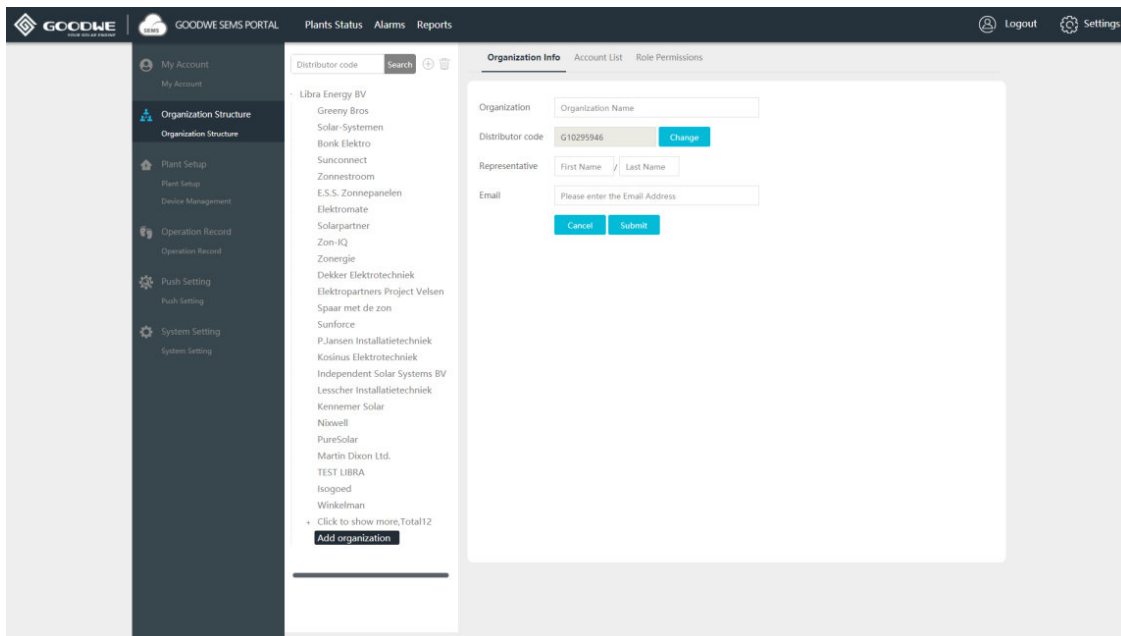 GOODWE
YOUR SOLAR ENGINE
SEMS
GOODWE SEMS PORTAL
Plants Status Alarms Reports
Logout
Settings
My Account
My Account
Organization Structure
Organization Structure
Plant Setup
Plant Setup
Device Management
Operation Record
Operation Record
Push Setting
Push Setting
System Setting
System Setting
Distributor code Search
- Libra Energy BV
Greeny Bros
Solar-Systemen
Bonk Elektro
Sunconnect
Zonnestroom
E.S.S. Zonnepanelen
Elektromate
Solarpartner
Zon-IQ
Zonergie
Dekker Elektrotechniek
Elektropartners Project Velsen
Spaar met de zon
Sunforce
P.Jansen Installatietechniek
Kosinus Elektrotechniek
Independent Solar Systems BV
Lesscher Installatietechniek
Kennemer Solar
Nixwell
PureSolar
Martin Dixon Ltd.
TEST LIBRA
Isogoed
Winkelman
+ Click to show more,Total12
Add organization
Organization Info Account List Role Permissions
Organization Organization Name
Distributor code G10295946 Change
Representative First Name / Last Name
Email Please enter the Email Address
Cancel Submit